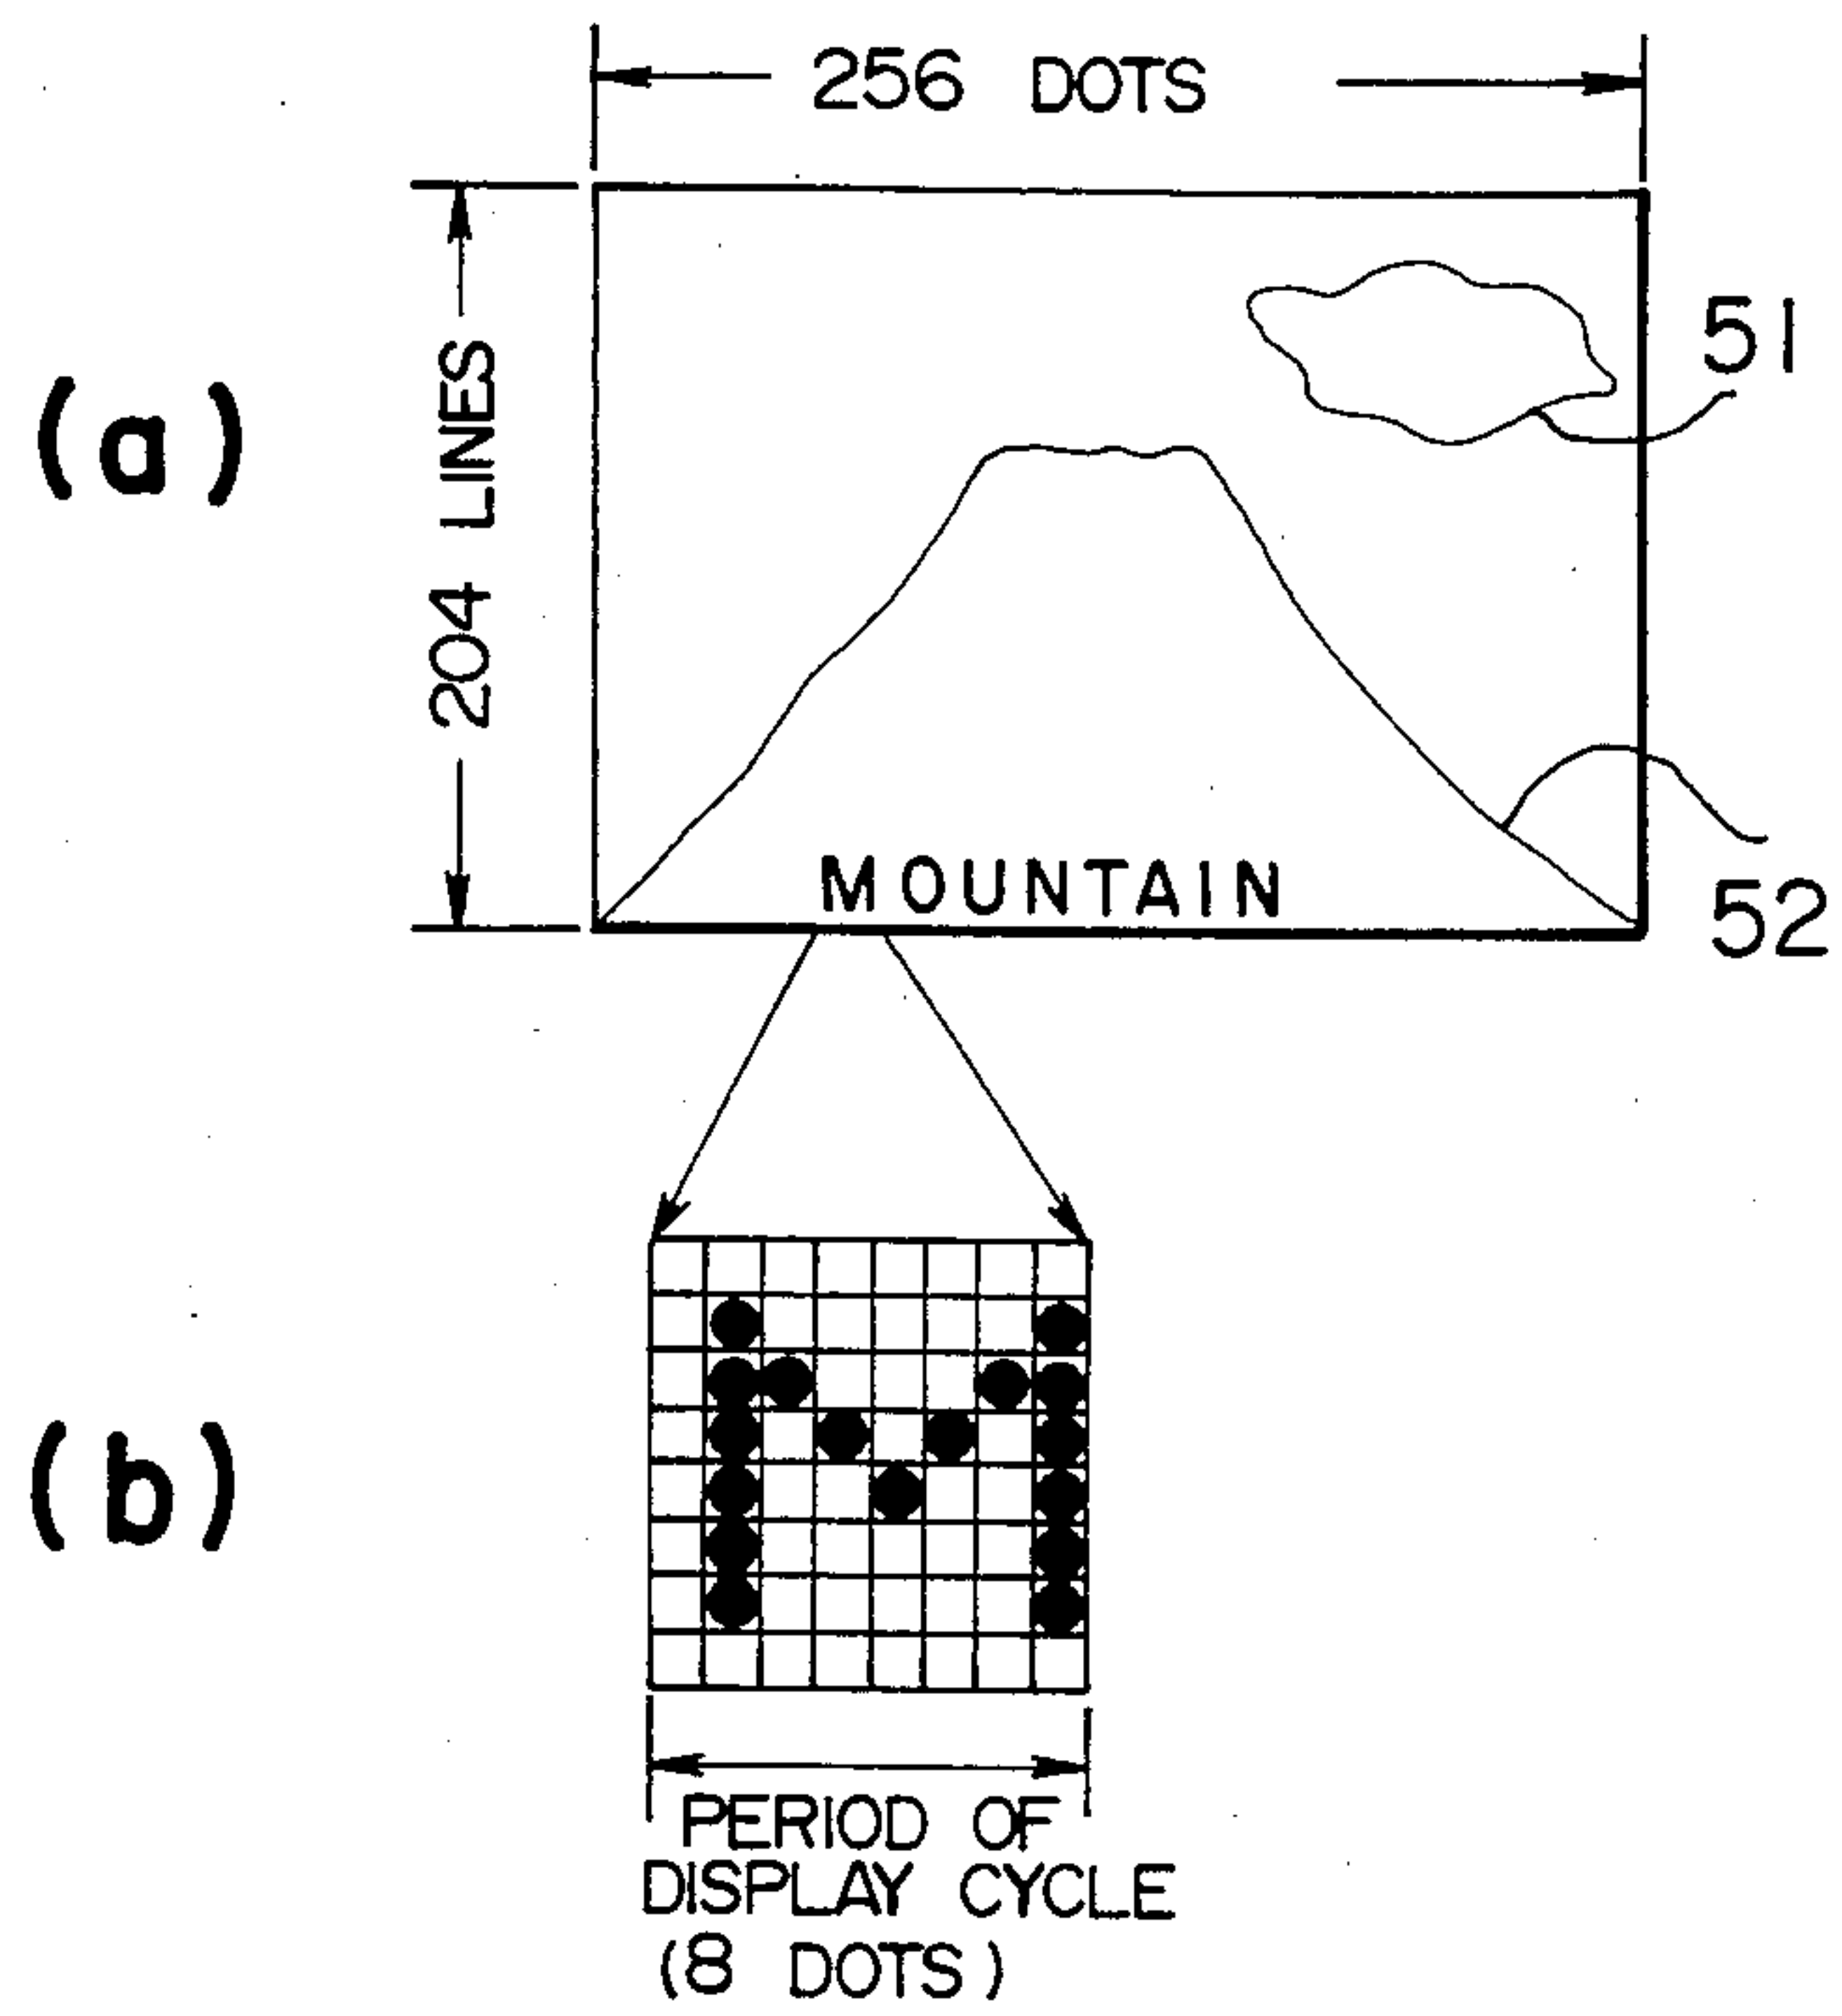 256 DOTS
(a)
204 LINES
51
MOUNTAIN
52
(b)
PERIOD OF
DISPLAY CYCLE
(8 DOTS)